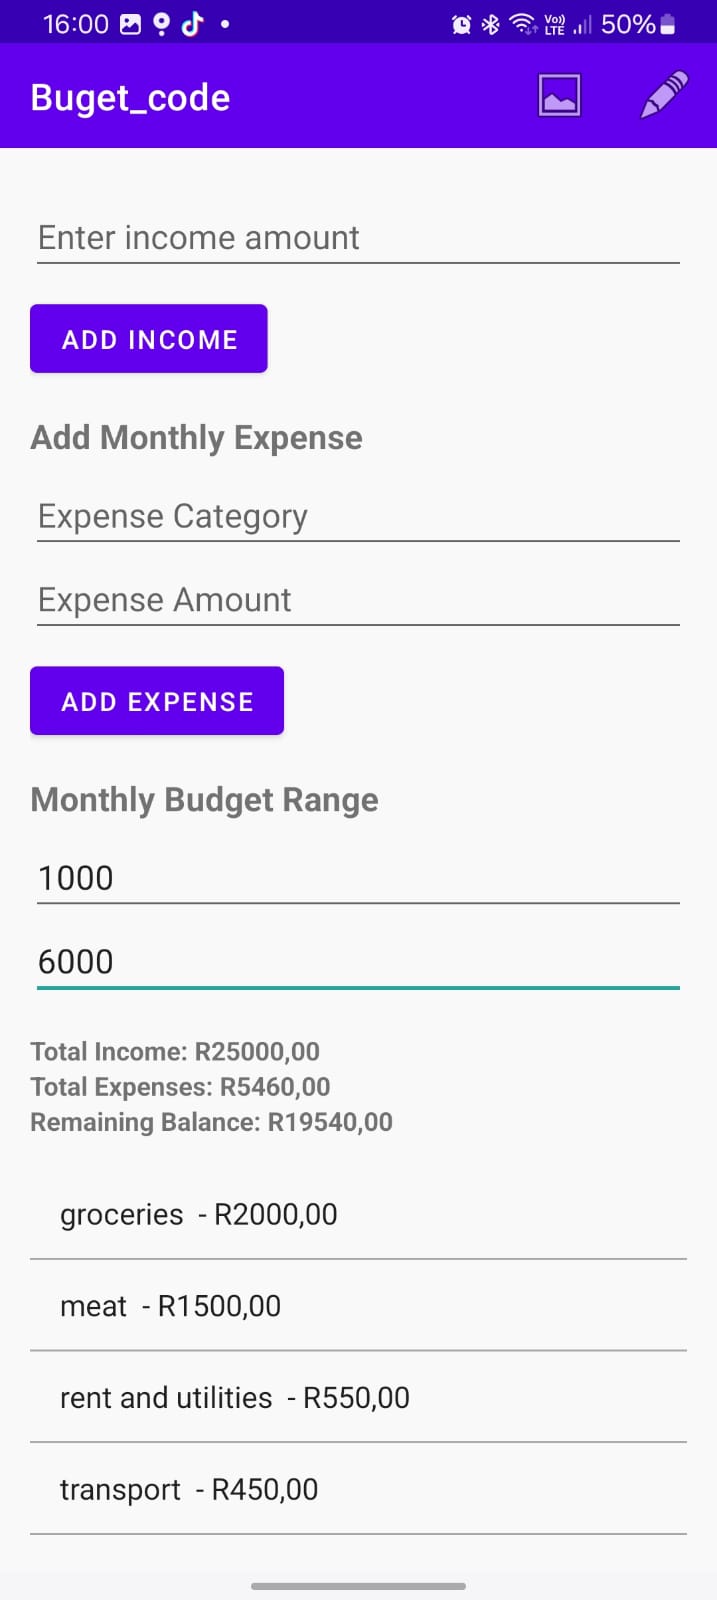 16:00 Vo)) LTE 50%
Buget_code
Enter income amount
ADD INCOME
Add Monthly Expense
Expense Category
Expense Amount
ADD EXPENSE
Monthly Budget Range
1000
6000
Total Income: R25000,00
Total Expenses: R5460,00
Remaining Balance: R19540,00
groceries - R2000,00
meat - R1500,00
rent and utilities - R550,00
transport - R450,00